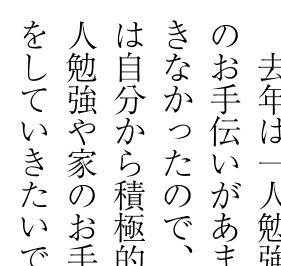 去年は一人勉強
のお手伝いがあま
きなかったので、
は自分から積極的
人勉強や家のお手
をしていきたいで